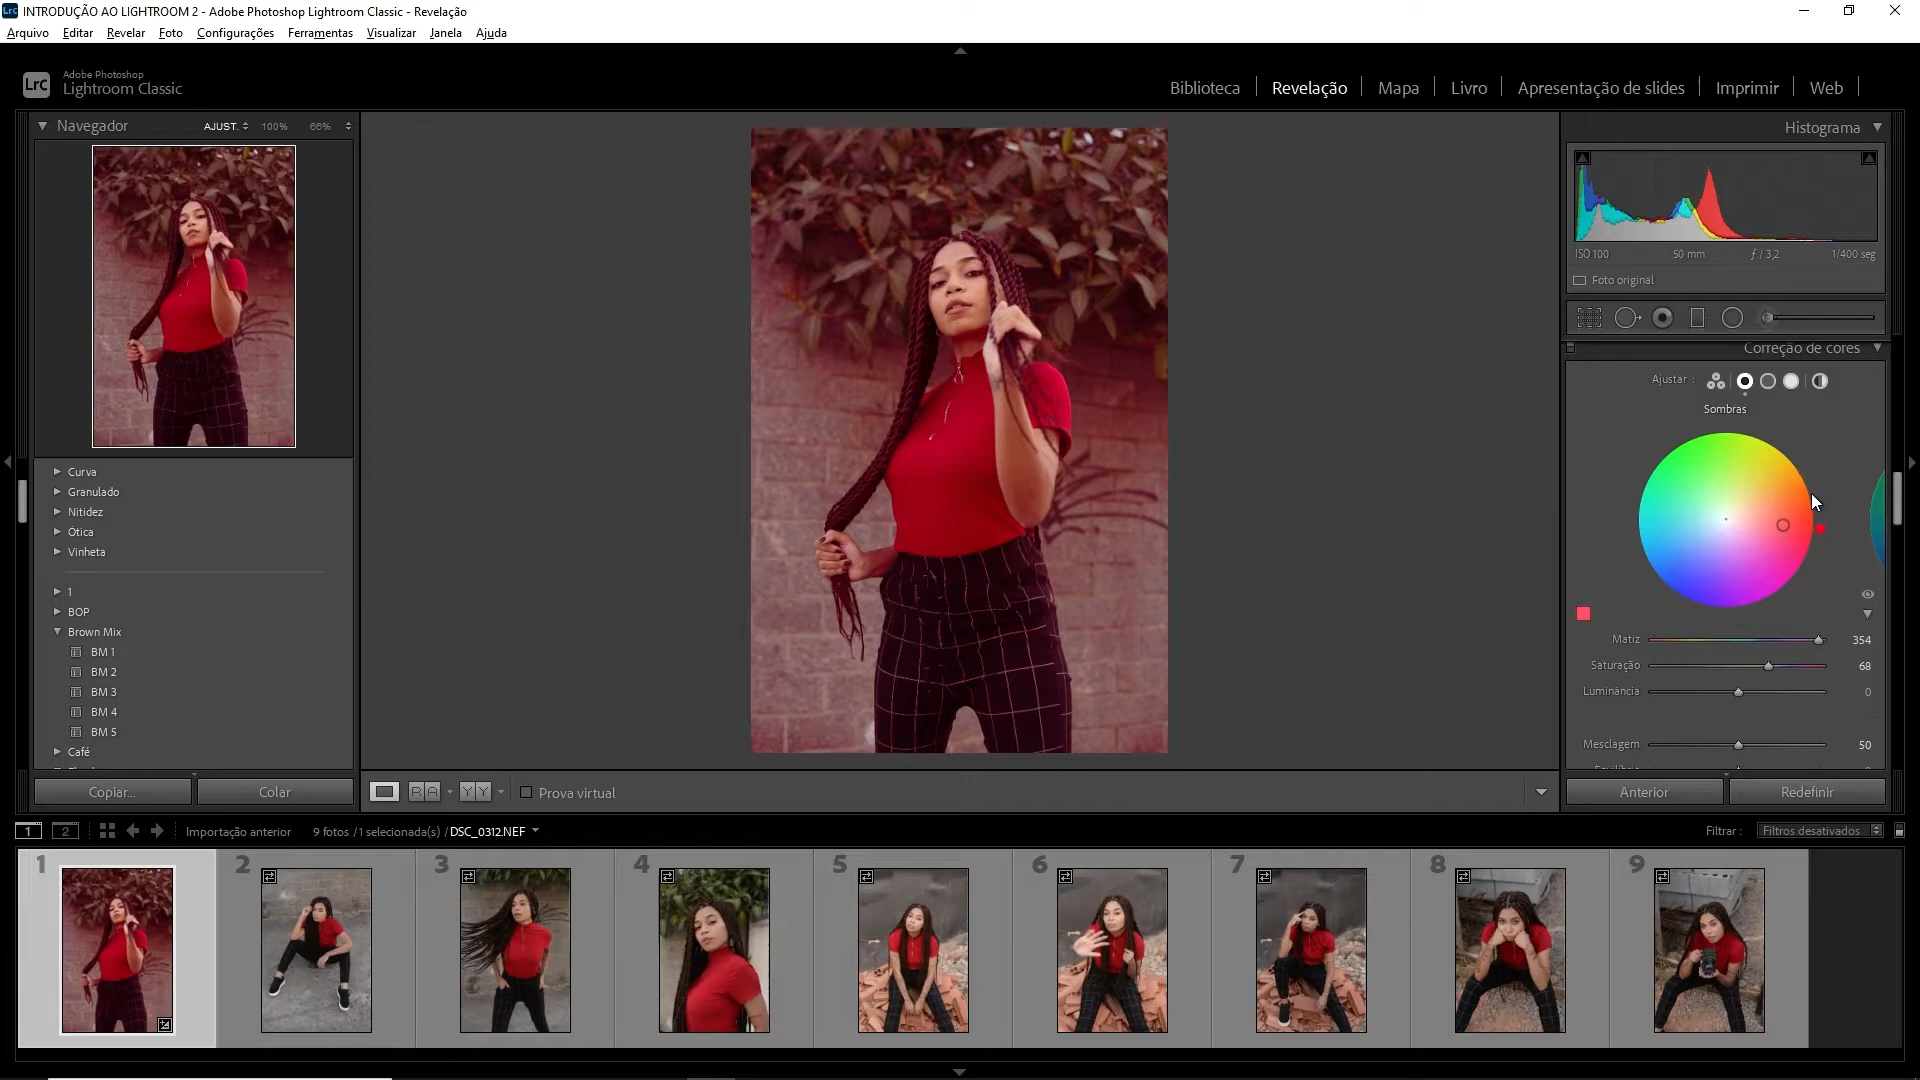 INTRODUÇÃO AO LIGHTROOM 2 - Adobe Photoshop Lightroom Classic - Revelação
Arquivo Editar Revelar Foto Configurações Ferramentas Visualizar Janela Ajuda
LrC Adobe Photoshop
Lightroom Classic
Biblioteca Revelação Mapa Livro Apresentação de slides Imprimir Web
Navegador AJUST. 100% 66%
Curva
Granulado
Nitidez
Ótica
Vinheta
1
BOP
Brown Mix
BM 1
BM 2
BM 3
BM 4
BM 5
Café
Copiar... Colar
R A Y Y Prova virtual
Histograma
ISO 100 50 mm ƒ / 3,2 1/400 seg
Foto original
Correção de cores
Ajustar :
Sombras
Matiz 354
Saturação 68
Luminância 0
Mesclagem 50
Anterior Redefinir
1 2 Importação anterior 9 fotos /1 selecionada(s) /DSC_0312.NEF
Filtrar : Filtros desativados
1 2 3 4 5 6 7 8 9